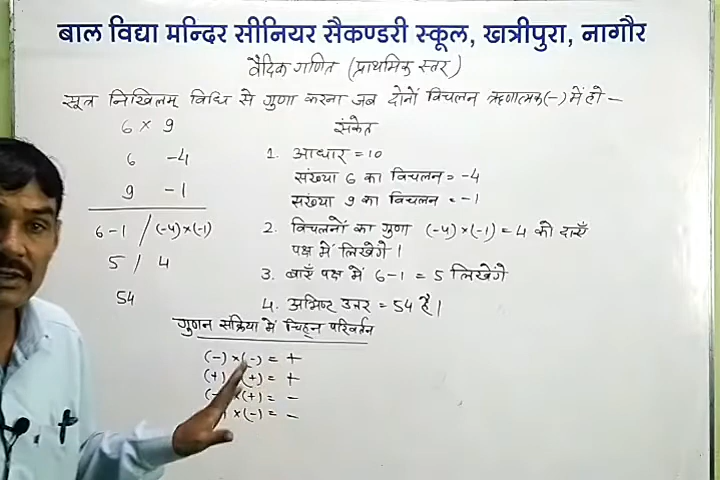 बाल विद्या मन्दिर सीनियर सैकण्डरी स्कूल, खत्रीपुरा, नागौर
वैदिक गणित (प्राथमिक स्तर)
सूत्र निखिलम् विधि से गुणा करना जब दोनों विचलन ऋणात्मक(-) में हो -
6 × 9
6 -4
9 -1
6-1 / (-4)×(-1)
5 / 4
54
संकेत
1. आधार = 10
संख्या 6 का विचलन = -4
संख्या 9 का विचलन = -1
2. विचलनों का गुणा (-4)×(-1) = 4 को दाएँ
पक्ष में लिखेगे।
3. बाएँ पक्ष में 6-1 = 5 लिखेगे
4. अभिष्ट उत्तर = 54 है।
गुणन सक्रिया में चिह्न परिवर्तन
(-)×(-) = +
(+) (+) = +
(-)×(+) = -
×(-) = -